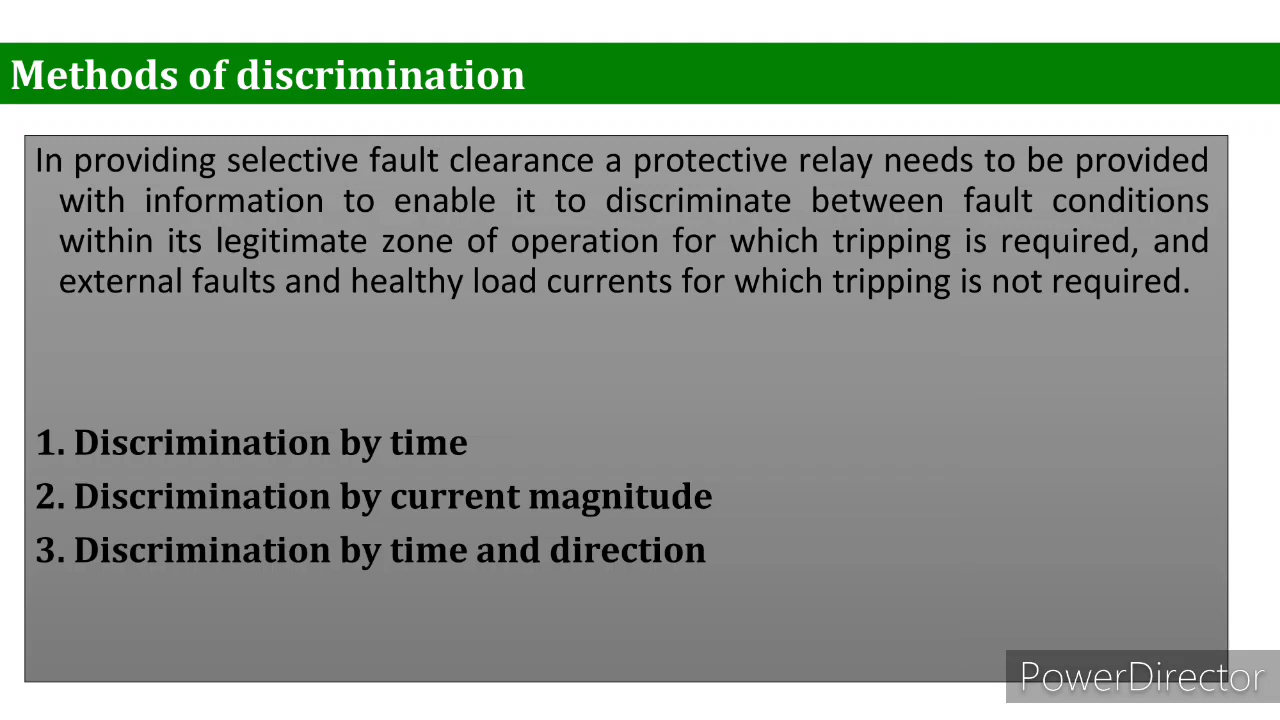 Methods of discrimination
In providing selective fault clearance a protective relay needs to be provided
with information to enable it to discriminate between fault conditions
within its legitimate zone of operation for which tripping is required, and
external faults and healthy load currents for which tripping is not required.
1. Discrimination by time
2. Discrimination by current magnitude
3. Discrimination by time and direction
PowerDirector